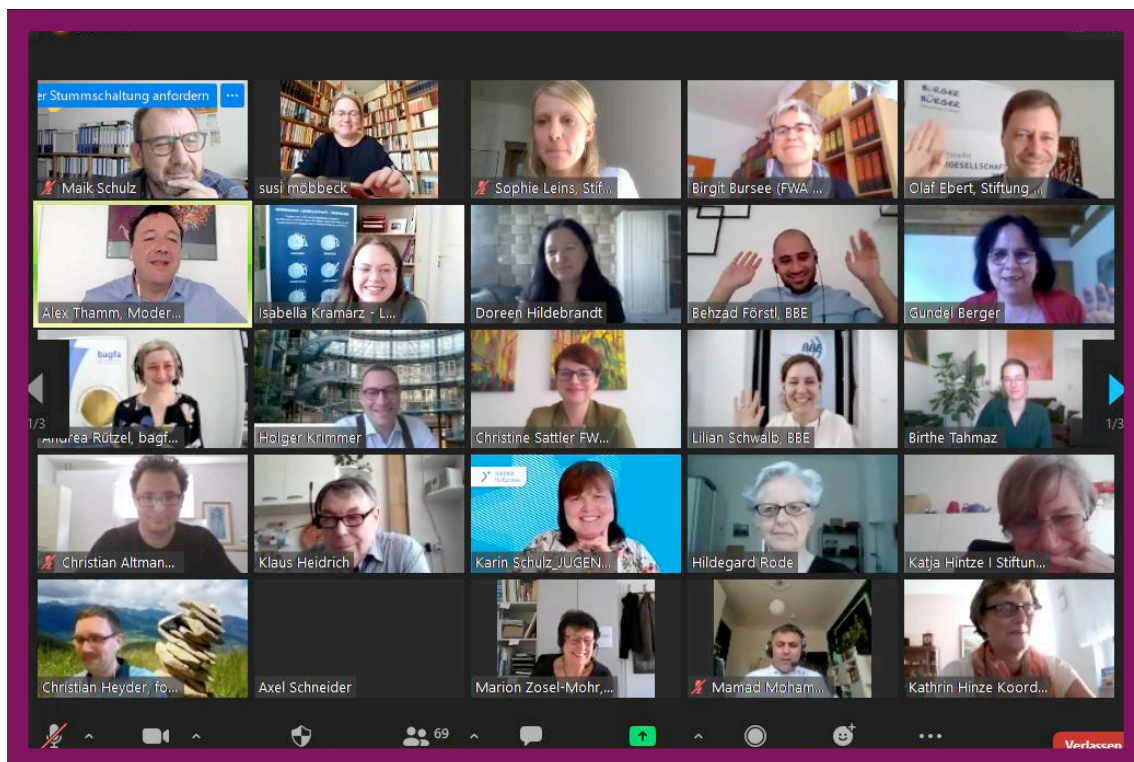 er Stummschaltung anfordern ...
Maik Schulz
susi möbbeck
Sophie Leins, Stif...
Birgit Bursee (FWA ...
BÜRGER
Olaf Ebert, Stiftung ...
Alex Thamm, Moder...
Isabella Kramarz - L...
Doreen Hildebrandt
Behzad Förstl, BBE
Gundel Berger
bagfa
BBE
1/3
1/3
Andrea Rützel, bagf...
Holger Krimmer
Christine Sattler FW...
Lilian Schwalb, BBE
Birthe Tahmaz
Christian Altman...
Klaus Heidrich
Karin Schulz_JUGEN...
Hildegard Rode
Katja Hintze I Stiftun...
Christian Heyder, fo...
Axel Schneider
Marion Zosel-Mohr,...
Mamad Moham...
Kathrin Hinze Koord...
69
Verlassen